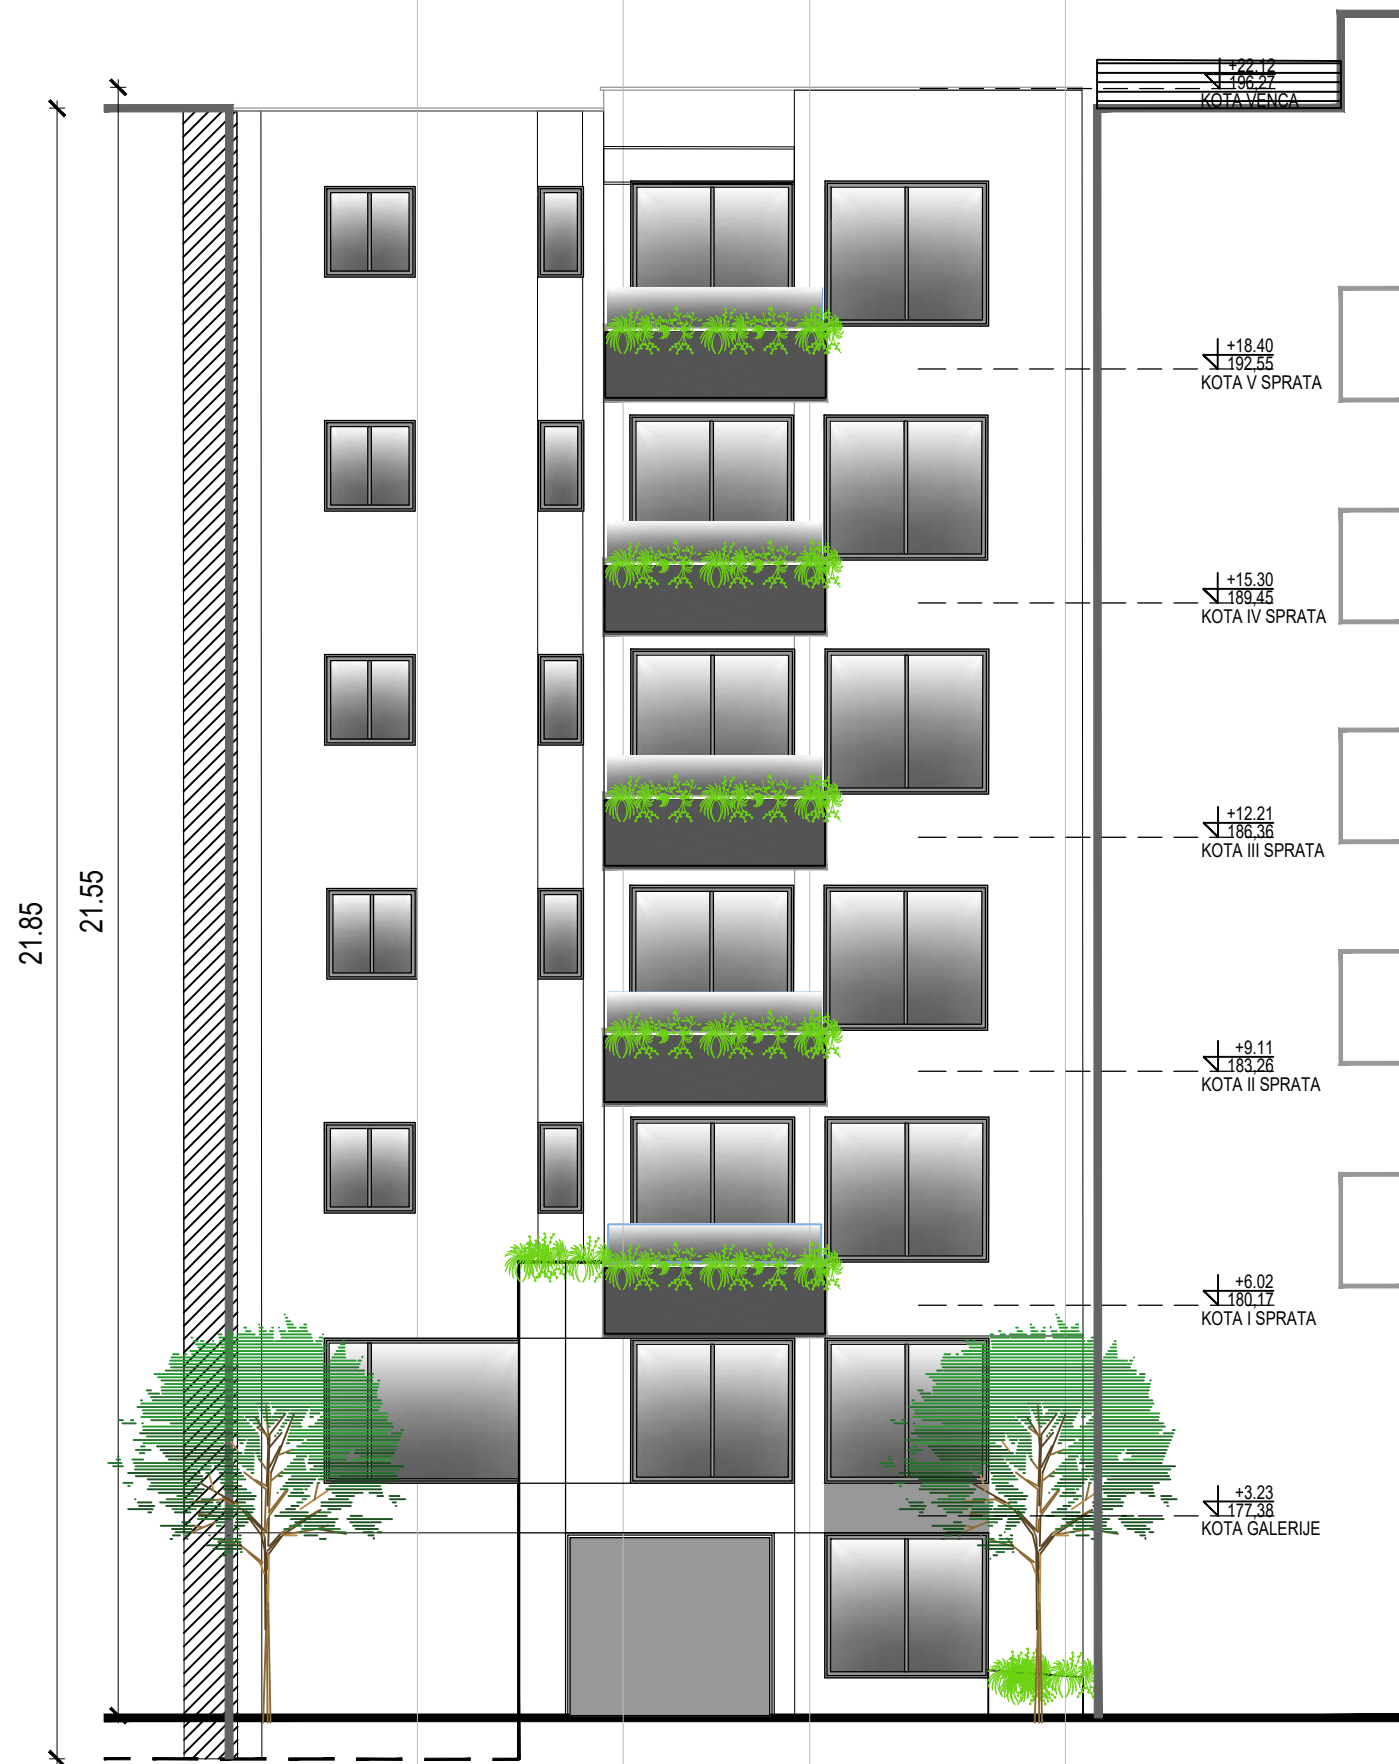 +22.12
196,27
KOTA VENCA
+18.40
192,55
KOTA V SPRATA
+15.30
189,45
KOTA IV SPRATA
+12.21
186,36
KOTA III SPRATA
21.85
21.55
+9.11
183,26
KOTA II SPRATA
+6.02
180,17
KOTA I SPRATA
+3.23
177,38
KOTA GALERIJE